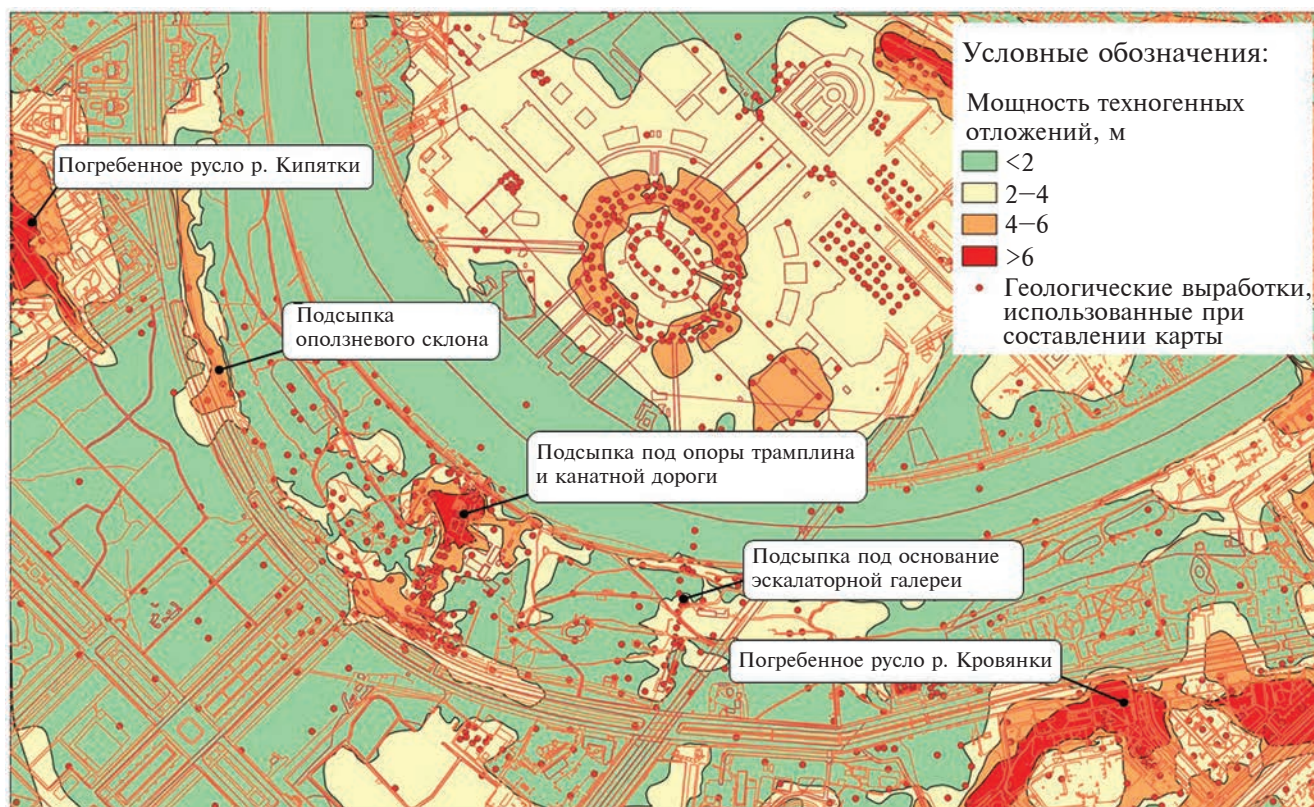 Условные обозначения:
Мощность техногенных
отложений, м
<2
2–4
4–6
>6
Геологические выработки,
использованные при
составлении карты
Погребенное русло р. Кипятки
Подсыпка
оползневого склона
Подсыпка под опоры трамплина
и канатной дороги
Подсыпка под основание
эскалаторной галереи
Погребенное русло р. Кровянки